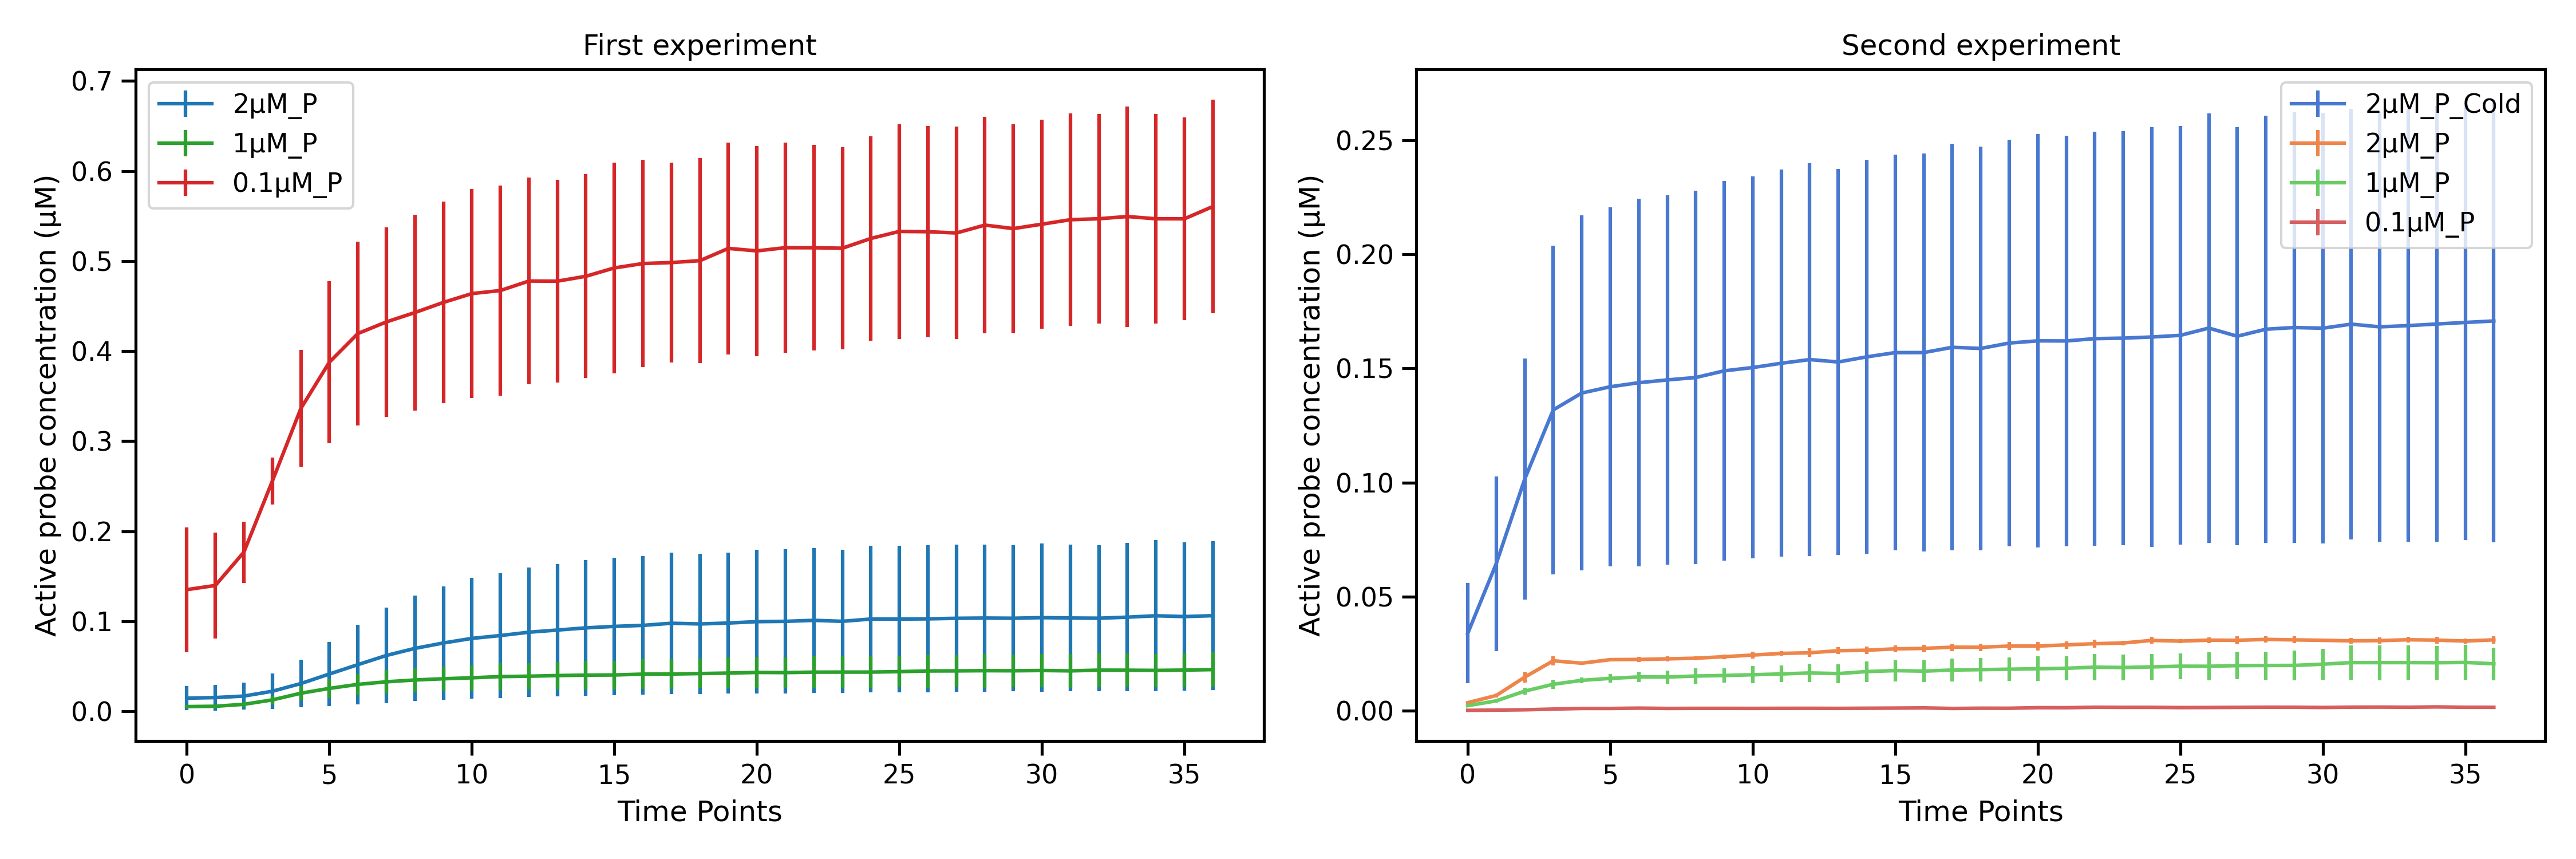 First experiment
2µM_P
1µM_P
0.1µM_P
Active probe concentration (µM)
0.7
0.6
0.5
0.4
0.3
0.2
0.1
0.0
0 5 10 15 20 25 30 35
Time Points
Second experiment
2µM_P_Cold
2µM_P
1µM_P
0.1µM_P
Active probe concentration (µM)
0.25
0.20
0.15
0.10
0.05
0.00
0 5 10 15 20 25 30 35
Time Points